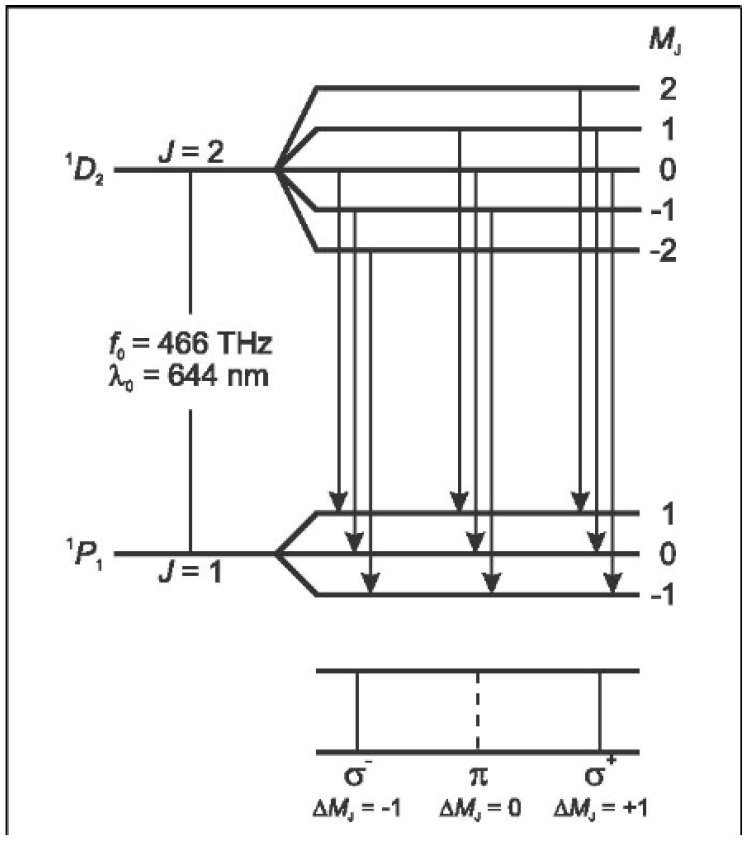 M_J
2
¹D₂ J = 2 1
0
-1
-2
f₀ = 466 THz
λ₀ = 644 nm
1
¹P₁ J = 1 0
-1
σ⁻ π σ⁺
ΔM_J = -1 ΔM_J = 0 ΔM_J = +1